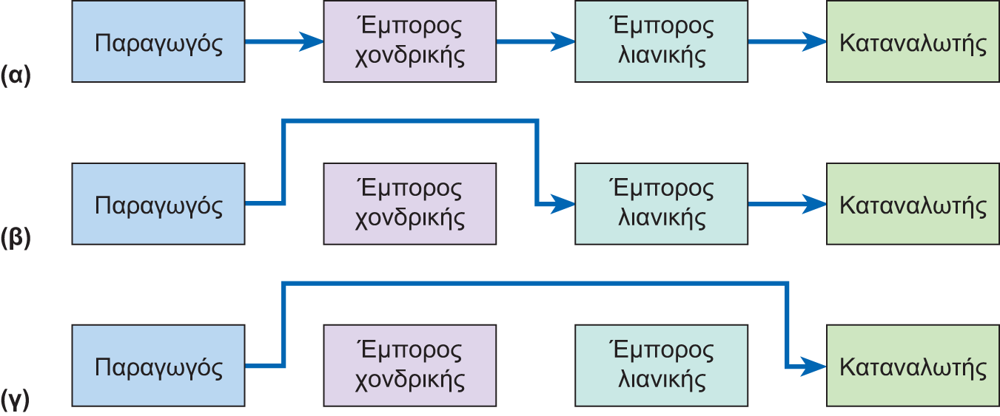 Παραγωγός
Έμπορος
χονδρικής
Έμπορος
λιανικής
Καταναλωτής
(α)
Παραγωγός
Έμπορος
χονδρικής
Έμπορος
λιανικής
Καταναλωτής
(β)
Παραγωγός
Έμπορος
χονδρικής
Έμπορος
λιανικής
Καταναλωτής
(γ)